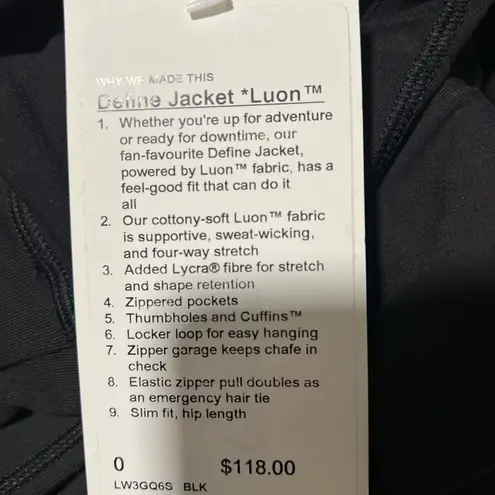 WHY WE MADE THIS
Define Jacket *Luon™
1. Whether you're up for adventure
or ready for downtime, our
fan-favourite Define Jacket,
powered by Luon™ fabric, has a
feel-good fit that can do it
all
2. Our cottony-soft Luon™ fabric
is supportive, sweat-wicking,
and four-way stretch
3. Added Lycra® fibre for stretch
and shape retention
4. Zippered pockets
5. Thumbholes and Cuffins™
6. Locker loop for easy hanging
7. Zipper garage keeps chafe in
check
8. Elastic zipper pull doubles as
an emergency hair tie
9. Slim fit, hip length
0 $118.00
LW3GQ6S BLK